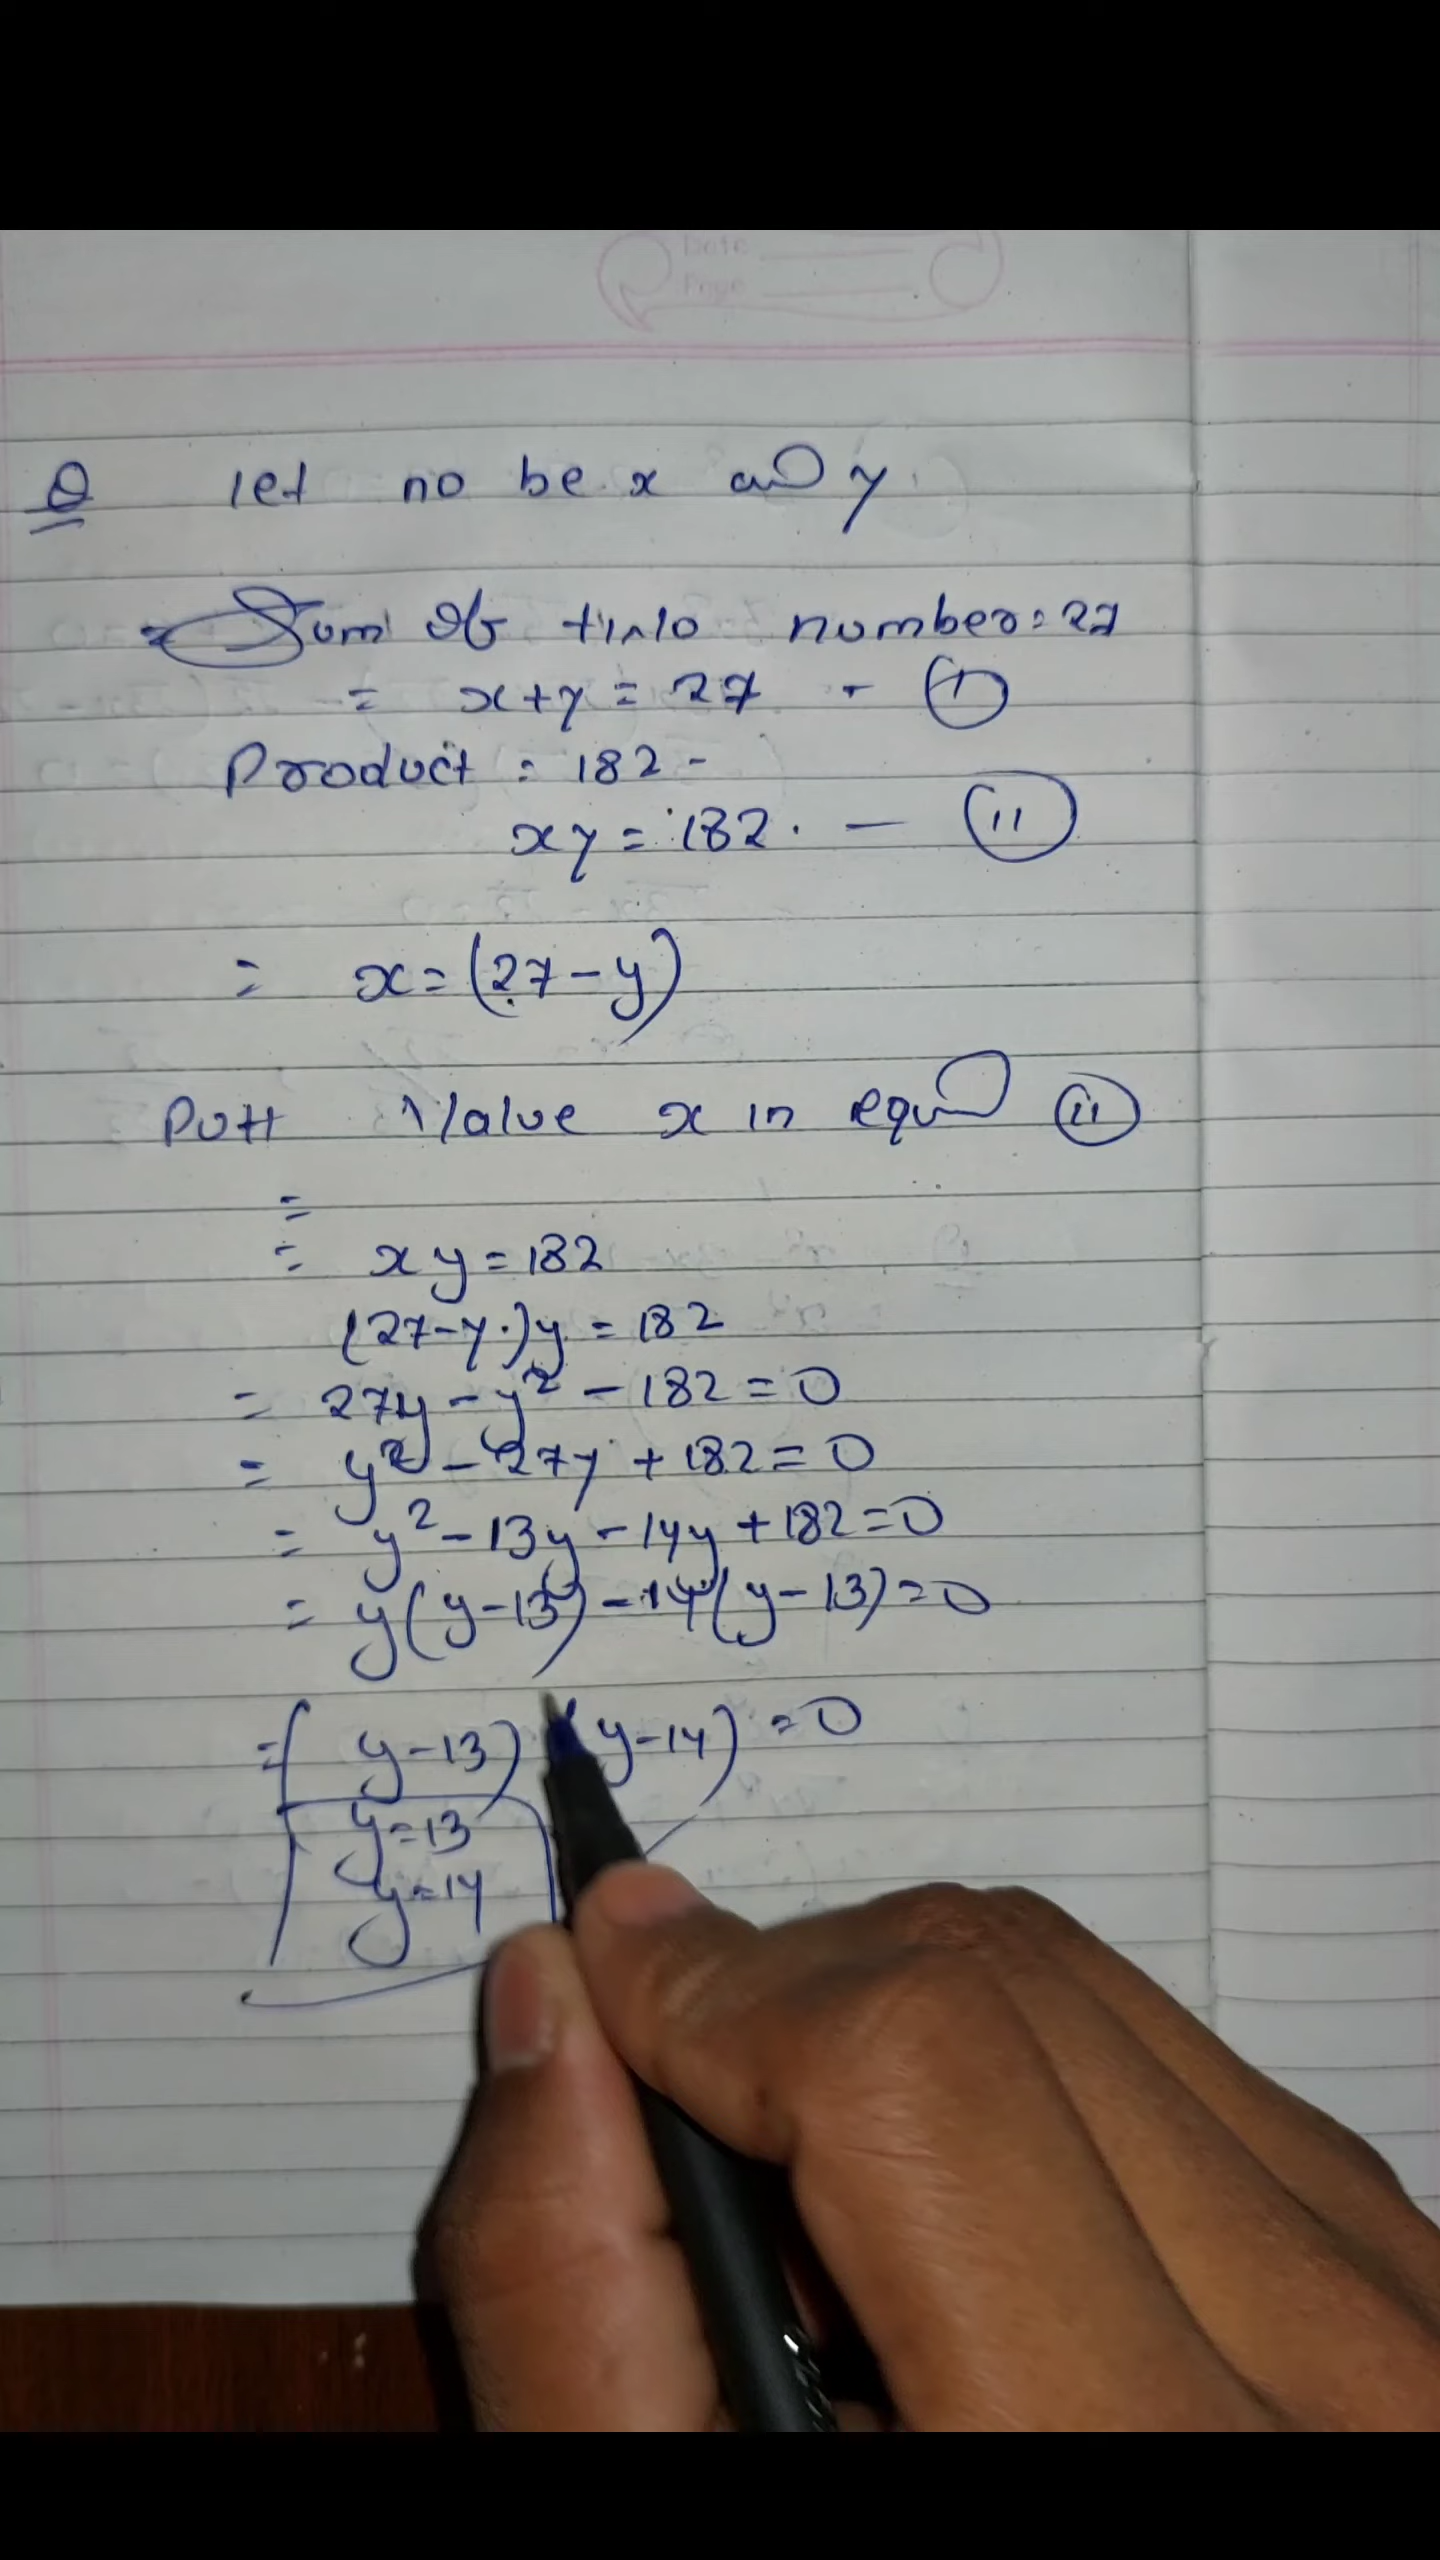 Date
Page
Q let no be x and y.
Sum of two number = 27
= x+y = 27 - (I)
Product = 182 -
xy = 182. — (II)
= x = (27-y)
Putt Value x in equ (II)
=
= xy = 182
(27-y.)y = 182
= 27y - y² - 182 = 0
= y² - 27y + 182 = 0
= y² - 13y - 14y + 182 = 0
= y(y-13) - 14(y-13) = 0
= (y-13) (y-14) = 0
y = 13
y = 14